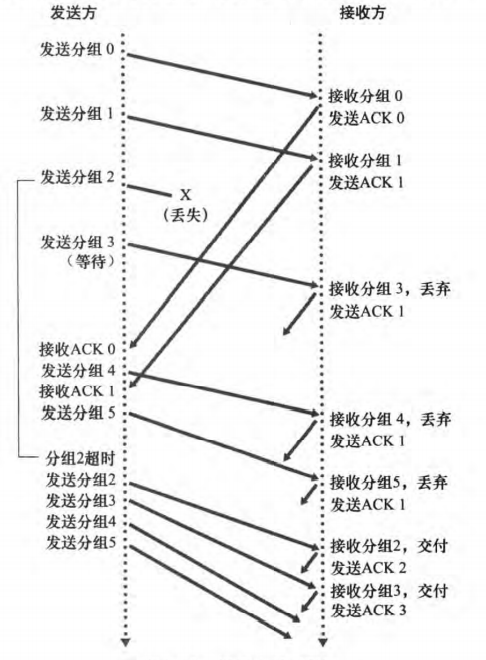 发送方
接收方
发送分组 0
接收分组 0
发送ACK 0
发送分组 1
接收分组 1
发送ACK 1
发送分组 2
X
(丢失)
发送分组 3
(等待)
接收分组 3，丢弃
发送ACK 1
接收ACK 0
发送分组 4
接收ACK 1
发送分组 5
接收分组 4，丢弃
发送ACK 1
分组2超时
发送分组2
发送分组3
发送分组4
发送分组5
接收分组5，丢弃
发送ACK 1
接收分组2，交付
发送ACK 2
接收分组3，交付
发送ACK 3